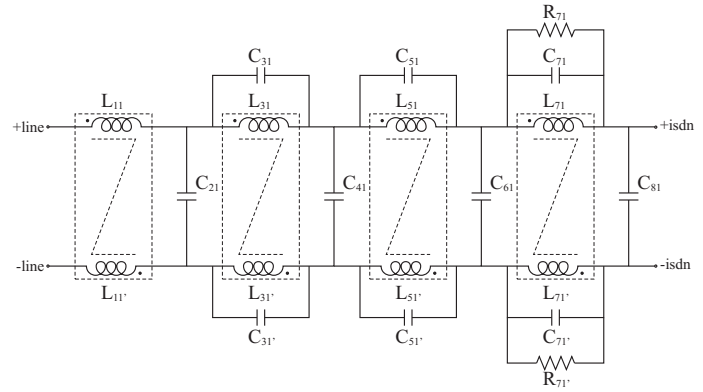 R71
C31 C51 C71
L11 L31 L51 L71
+line +isdn
C21 C41 C61 C81
-line -isdn
L11' L31' L51' L71'
C31' C51' C71'
R71'